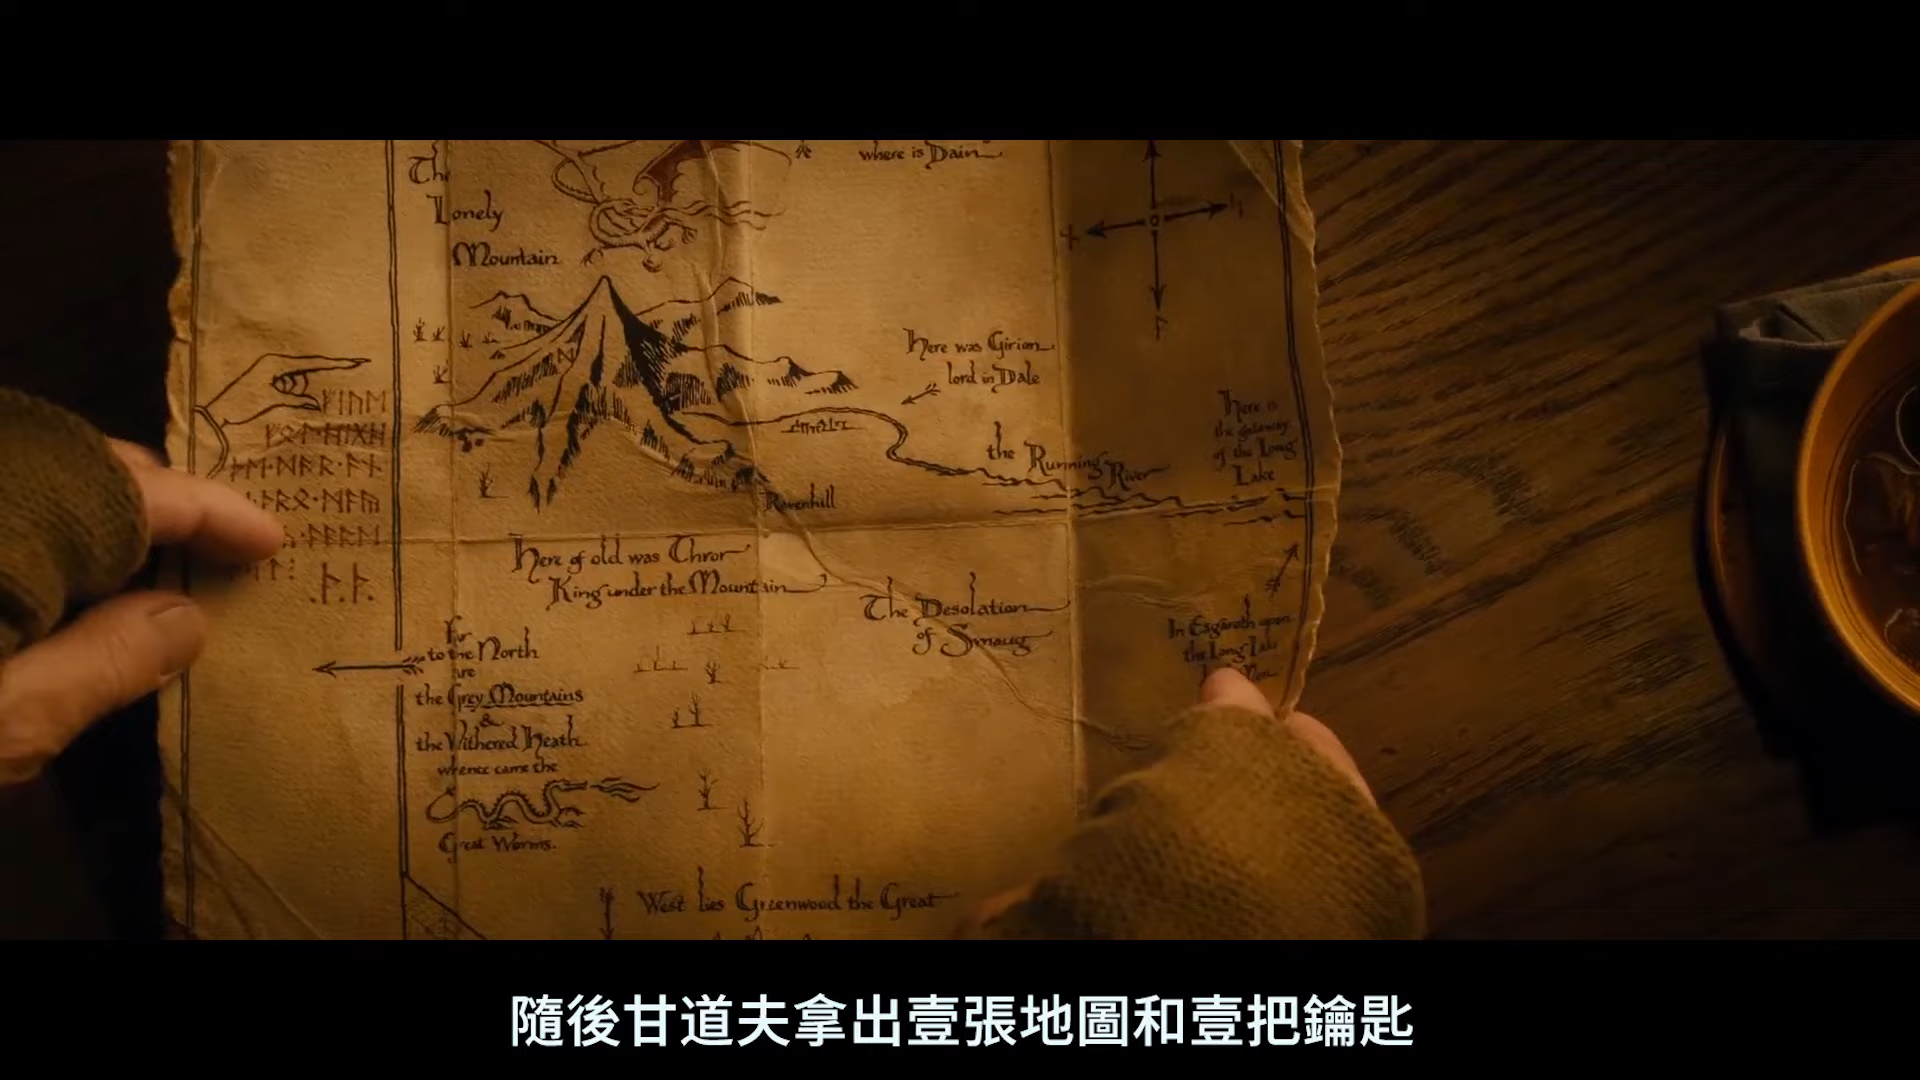 where is Dain
The
Lonely
Mountain
Here was Girion
lord in Dale
the Running River
Here is
the gateway
of the Long
Lake
Ravenhill
ᚠᛁᚢᛖ
Here of old was Thror
King under the Mountain
The Desolation
of Smaug
In Esgaroth upon
the Long Lake
Men
Far
to the North
are
the Grey Mountains
&
the Withered Heath
whence came the
Great Worms.
West lies Greenwood the Great
隨後甘道夫拿出壹張地圖和壹把鑰匙